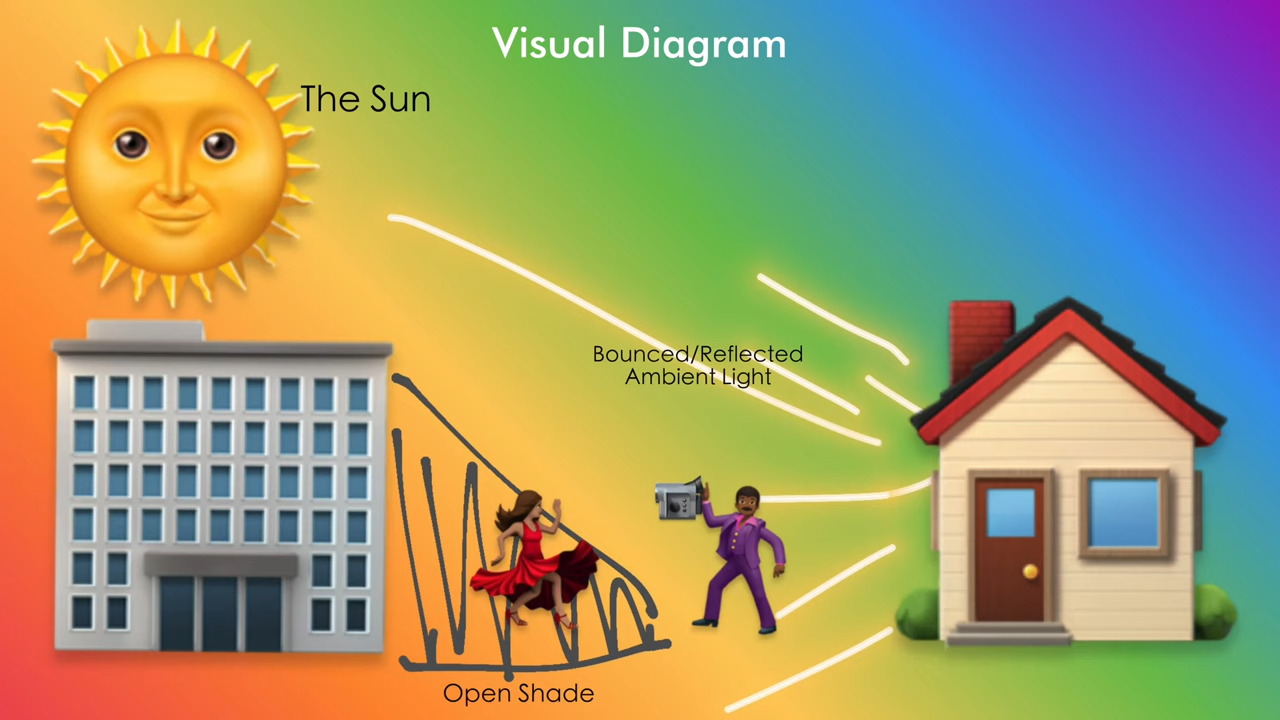 Visual Diagram
The Sun
Bounced/Reflected
Ambient Light
Open Shade